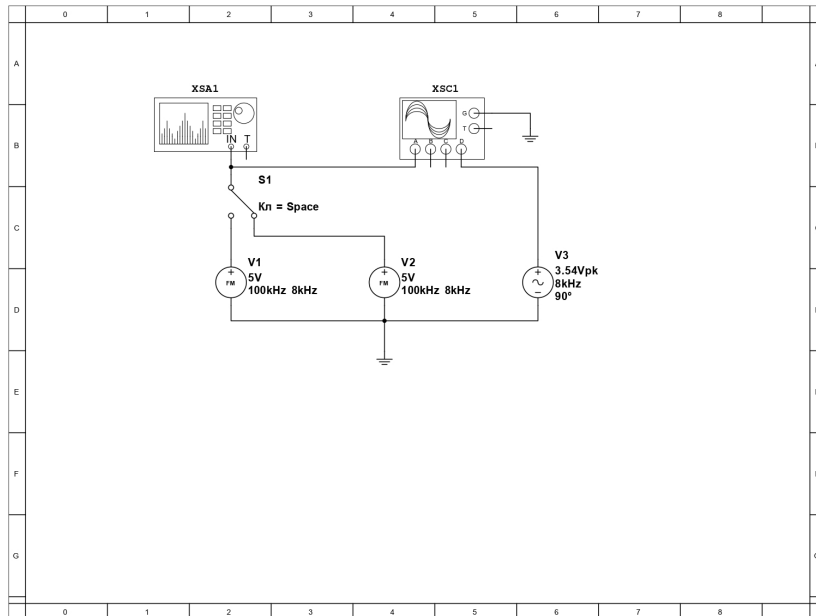 0 1 2 3 4 5 6 7 8
A
XSA1 XSC1
G
T
B
IN T
A B C D
S1
Кл = Space
C
V1
5V
100kHz 8kHz
FM
V2
5V
100kHz 8kHz
FM
V3
3.54Vpk
8kHz
90°
D
E
F
G
0 1 2 3 4 5 6 7 8